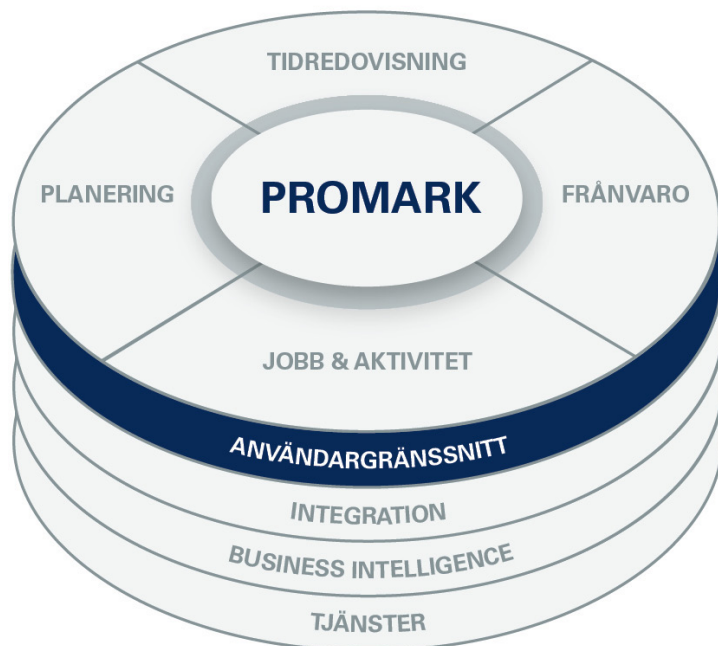 TIDREDOVISNING
PLANERING
PROMARK
FRÅNVARO
JOBB & AKTIVITET
ANVÄNDARGRÄNSSNITT
INTEGRATION
BUSINESS INTELLIGENCE
TJÄNSTER